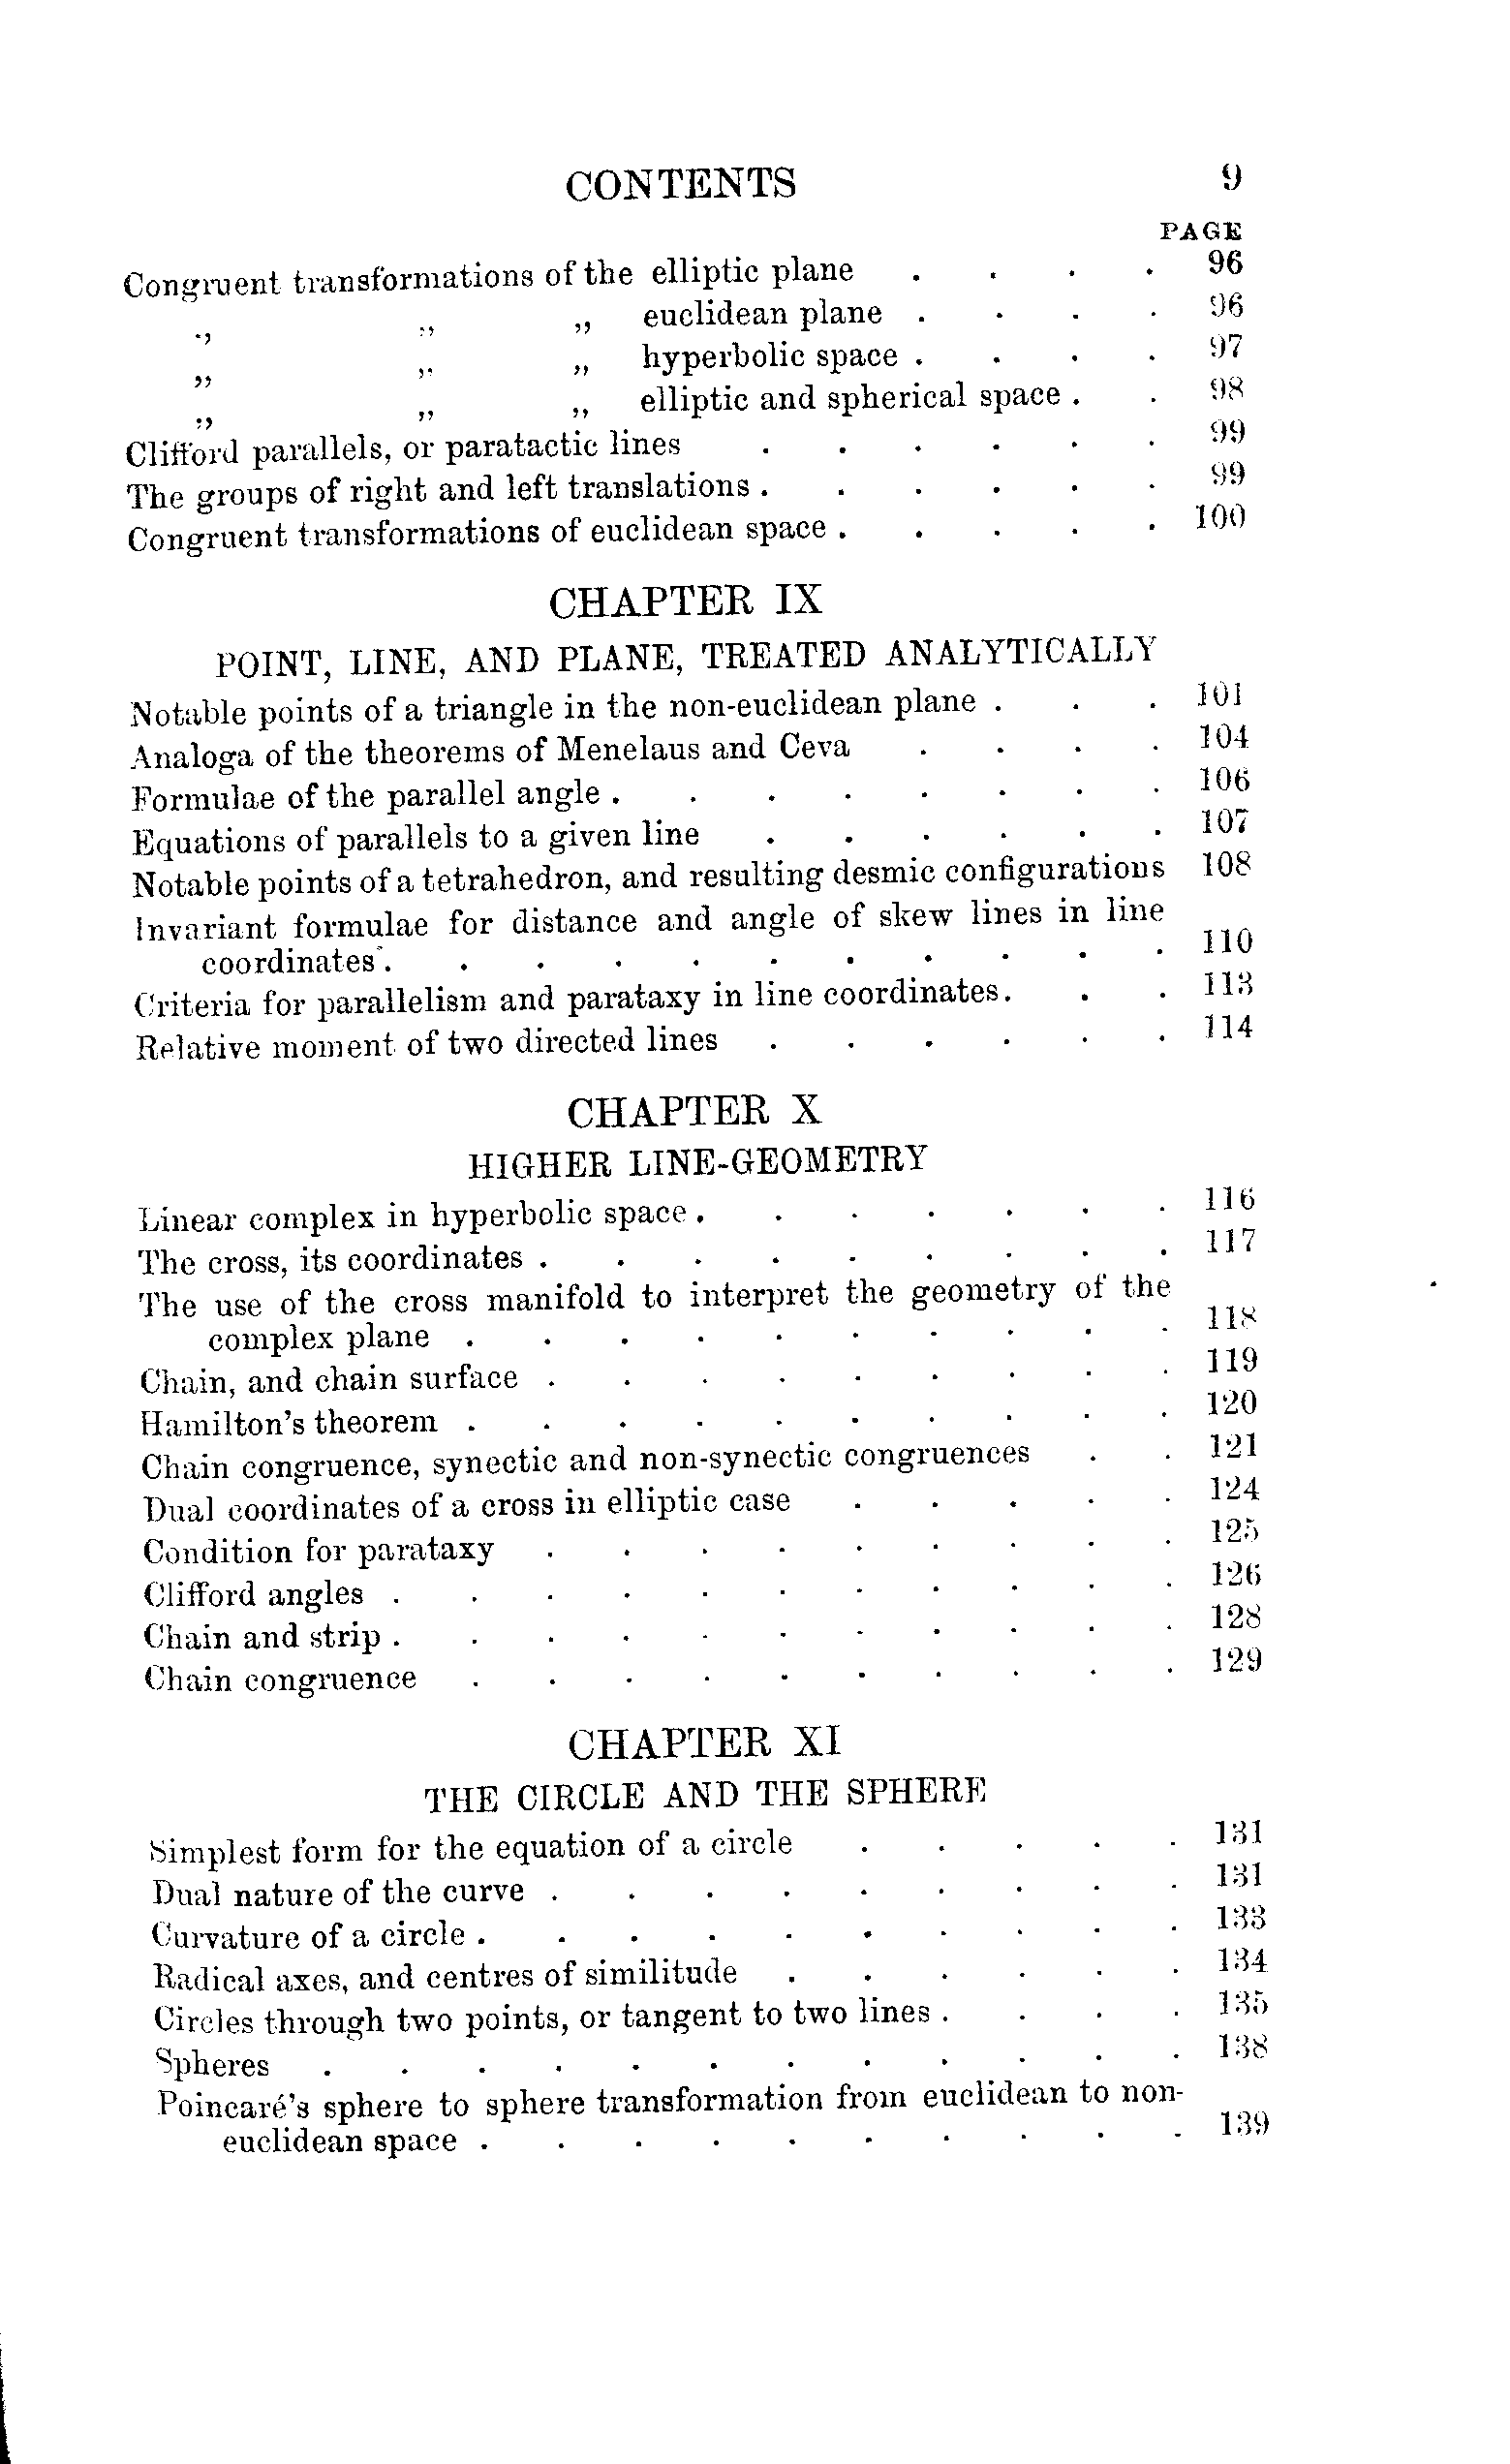 CONTENTS 9
PAGE
Congruent transformations of the elliptic plane . . . . 96
„ „ „ euclidean plane . . . . 96
„ „ „ hyperbolic space . . . . 97
„ „ „ elliptic and spherical space . . 98
Clifford parallels, or paratactic lines . . . . . . 99
The groups of right and left translations . . . . . . 99
Congruent transformations of euclidean space . . . . . 100
CHAPTER IX
POINT, LINE, AND PLANE, TREATED ANALYTICALLY
Notable points of a triangle in the non-euclidean plane . . . 101
Analoga of the theorems of Menelaus and Ceva . . . . 104
Formulae of the parallel angle . . . . . . . . 106
Equations of parallels to a given line . . . . . . 107
Notable points of a tetrahedron, and resulting desmic configurations 108
Invariant formulae for distance and angle of skew lines in line
coordinates . . . . . . . . . . . 110
Criteria for parallelism and parataxy in line coordinates . . . 113
Relative moment of two directed lines . . . . . . 114
CHAPTER X
HIGHER LINE-GEOMETRY
Linear complex in hyperbolic space . . . . . . . 116
The cross, its coordinates . . . . . . . . . 117
The use of the cross manifold to interpret the geometry of the
complex plane . . . . . . . . . . 118
Chain, and chain surface . . . . . . . . . 119
Hamilton's theorem . . . . . . . . . . 120
Chain congruence, synectic and non-synectic congruences . . 121
Dual coordinates of a cross in elliptic case . . . . . 124
Condition for parataxy . . . . . . . . . 125
Clifford angles . . . . . . . . . . . 126
Chain and strip . . . . . . . . . . . 128
Chain congruence . . . . . . . . . . 129
CHAPTER XI
THE CIRCLE AND THE SPHERE
Simplest form for the equation of a circle . . . . . 131
Dual nature of the curve . . . . . . . . . 131
Curvature of a circle . . . . . . . . . . 133
Radical axes, and centres of similitude . . . . . . 134
Circles through two points, or tangent to two lines . . . . 135
Spheres . . . . . . . . . . . . 138
Poincaré's sphere to sphere transformation from euclidean to non-
euclidean space . . . . . . . . . . 139